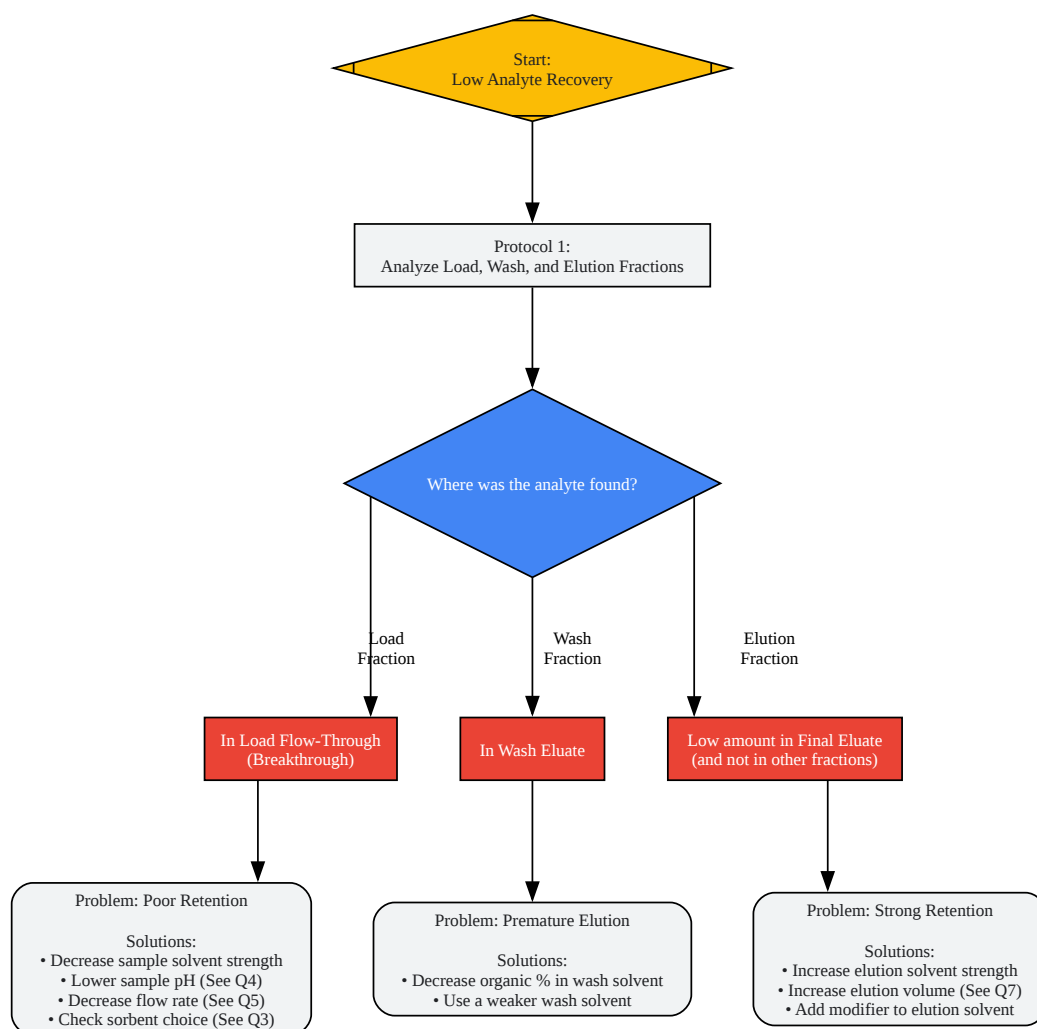 Start:
Low Analyte Recovery
Protocol 1:
Analyze Load, Wash, and Elution Fractions
Where was the analyte found?
Load
Fraction
Wash
Fraction
Elution
Fraction
In Load Flow-Through
(Breakthrough)
In Wash Eluate
Low amount in Final Eluate
(and not in other fractions)
Problem: Poor Retention
Solutions:
• Decrease sample solvent strength
• Lower sample pH (See Q4)
• Decrease flow rate (See Q5)
• Check sorbent choice (See Q3)
Problem: Premature Elution
Solutions:
• Decrease organic % in wash solvent
• Use a weaker wash solvent
Problem: Strong Retention
Solutions:
• Increase elution solvent strength
• Increase elution volume (See Q7)
• Add modifier to elution solvent